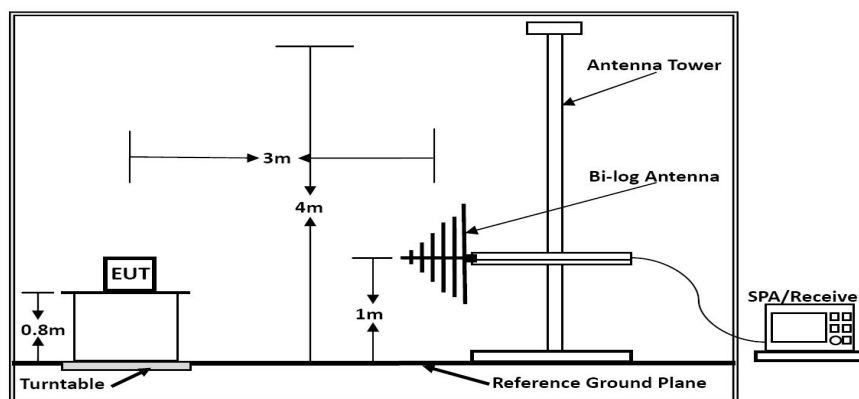 Antenna Tower
3m
Bi-log Antenna
4m
EUT
SPA/Receive
0.8m
1m
Turntable
Reference Ground Plane